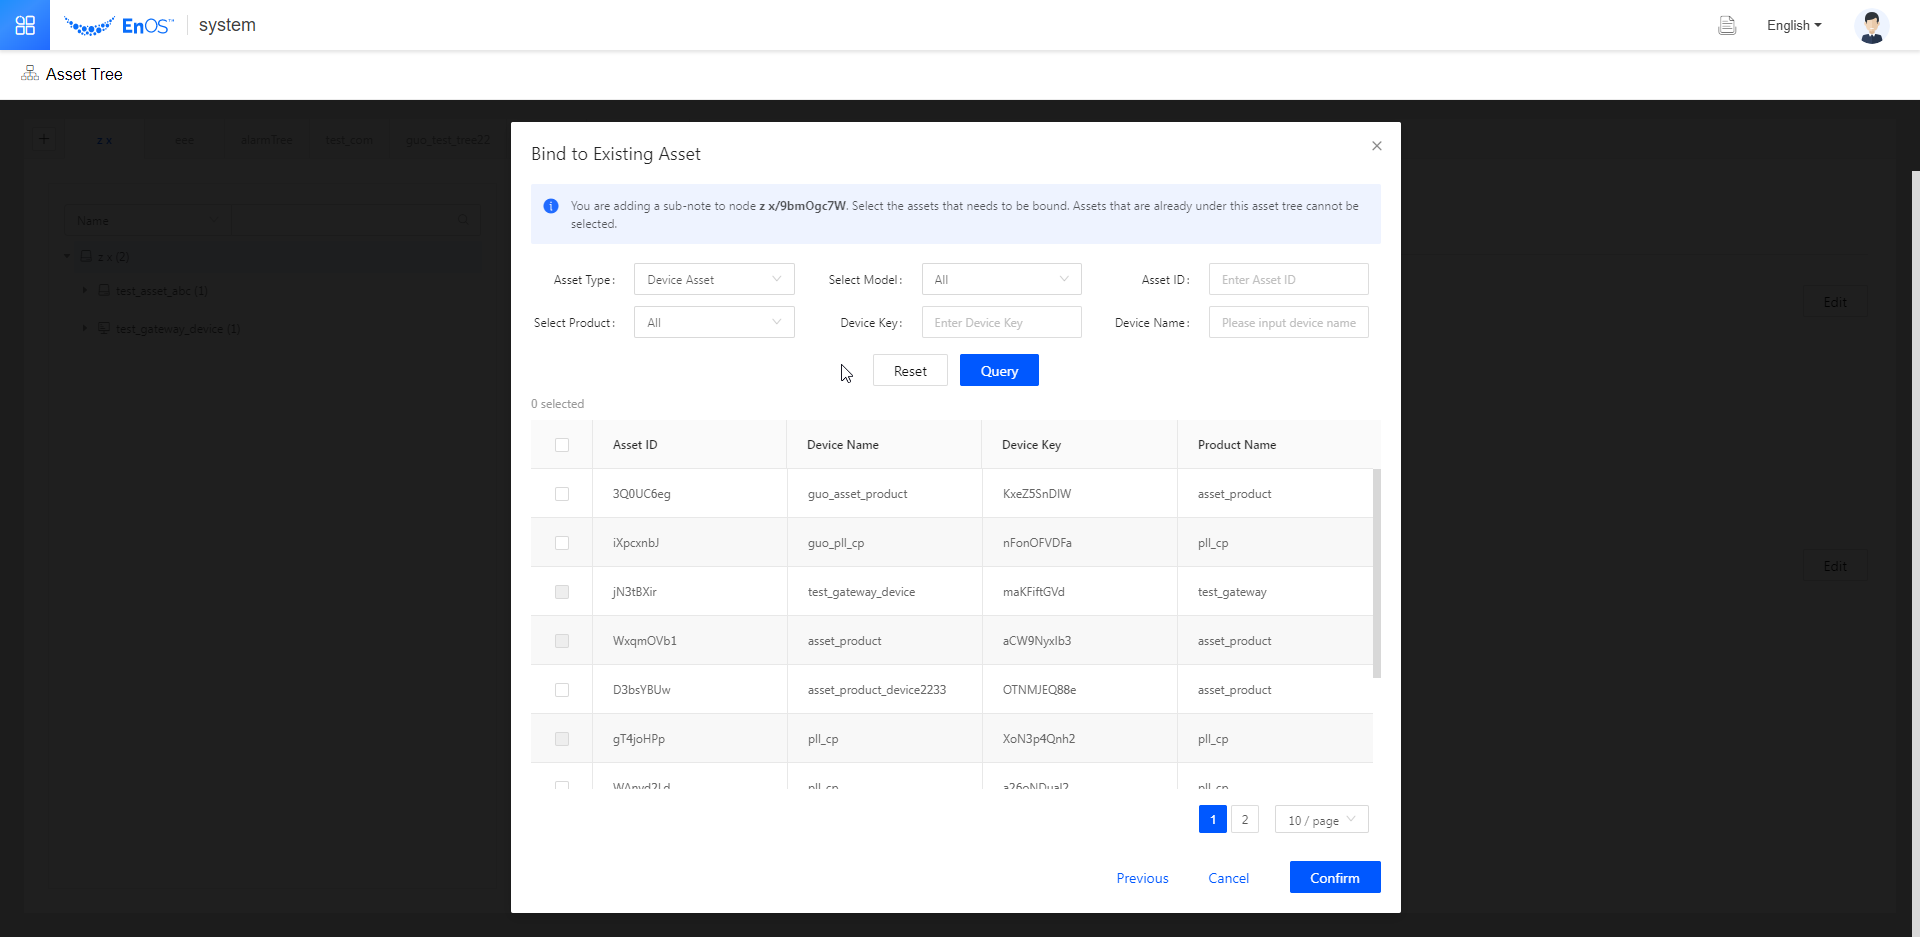 EnOS™ system
English
Asset Tree
+ z x eee alarmTree test_com guo_test_tree22
Name
z x (2)
test_asset_abc (1)
test_gateway_device (1)
Edit
Edit
Bind to Existing Asset
You are adding a sub-note to node z x/9bmOgc7W. Select the assets that needs to be bound. Assets that are already under this asset tree cannot be
selected.
Asset Type: Device Asset Select Model: All Asset ID: Enter Asset ID
Select Product: All Device Key: Enter Device Key Device Name: Please input device name
Reset Query
0 selected
Asset ID Device Name Device Key Product Name
3Q0UC6eg guo_asset_product KxeZ5SnDIW asset_product
iXpcxnbJ guo_pll_cp nFonOFVDFa pll_cp
jN3tBXir test_gateway_device maKFiftGVd test_gateway
WxqmOVb1 asset_product aCW9NyxIb3 asset_product
D3bsYBUw asset_product_device2233 OTNMJEQ88e asset_product
gT4joHPp pll_cp XoN3p4Qnh2 pll_cp
pll_cp pll_cp
1 2 10 / page
Previous Cancel Confirm